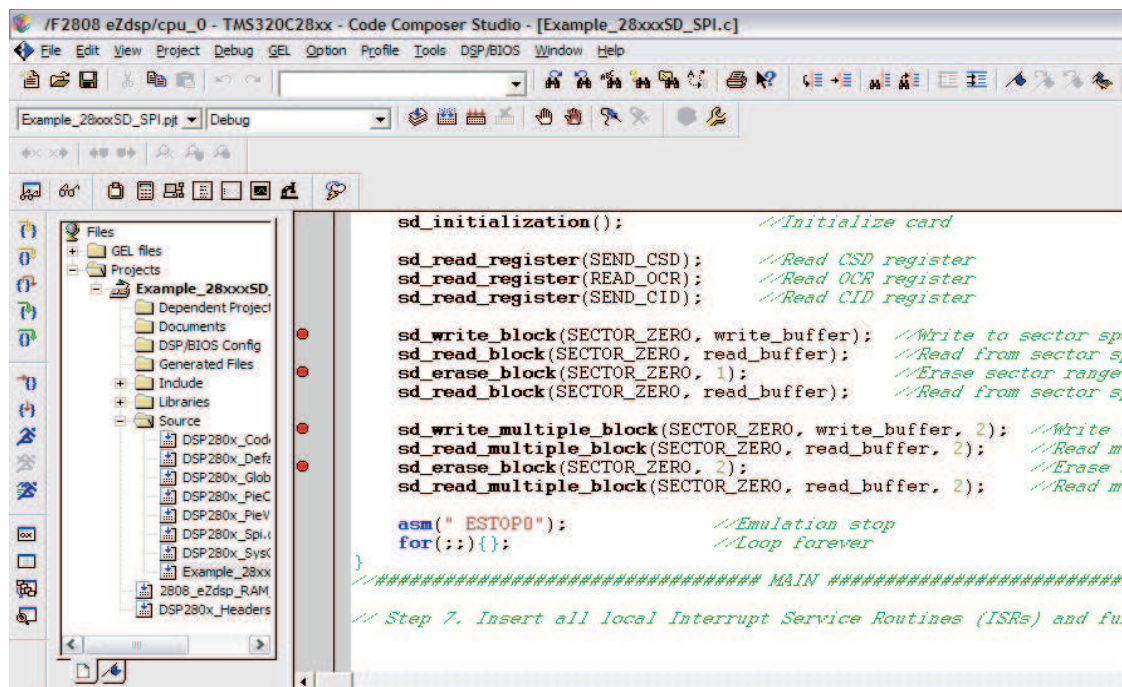 /F2808 eZdsp/cpu_0 - TMS320C28xx - Code Composer Studio - [Example_28xxxSD_SPI.c]
File Edit View Project Debug GEL Option Profile Tools DSP/BIOS Window Help
Example_28xxxSD_SPI.pjt Debug
Files
GEL files
Projects
Example_28xxxSD_
Dependent Project
Documents
DSP/BIOS Config
Generated Files
Include
Libraries
Source
DSP280x_Code
DSP280x_Defa
DSP280x_Glob
DSP280x_PieC
DSP280x_PieV
DSP280x_Spi.c
DSP280x_SysC
Example_28xx
2808_eZdsp_RAM_
DSP280x_Headers
sd_initialization(); //Initialize card
sd_read_register(SEND_CSD); //Read CSD register
sd_read_register(READ_OCR); //Read OCR register
sd_read_register(SEND_CID); //Read CID register
sd_write_block(SECTOR_ZERO, write_buffer); //Write to sector spe
sd_read_block(SECTOR_ZERO, read_buffer); //Read from sector sp
sd_erase_block(SECTOR_ZERO, 1); //Erase sector range
sd_read_block(SECTOR_ZERO, read_buffer); //Read from sector sp
sd_write_multiple_block(SECTOR_ZERO, write_buffer, 2); //Write
sd_read_multiple_block(SECTOR_ZERO, read_buffer, 2); //Read m
sd_erase_block(SECTOR_ZERO, 2); //Erase
sd_read_multiple_block(SECTOR_ZERO, read_buffer, 2); //Read m
asm(" ESTOP0"); //Emulation stop
for(;;){}; //Loop forever
}
//################################## MAIN ##########################
// Step 7. Insert all local Interrupt Service Routines (ISRs) and fu